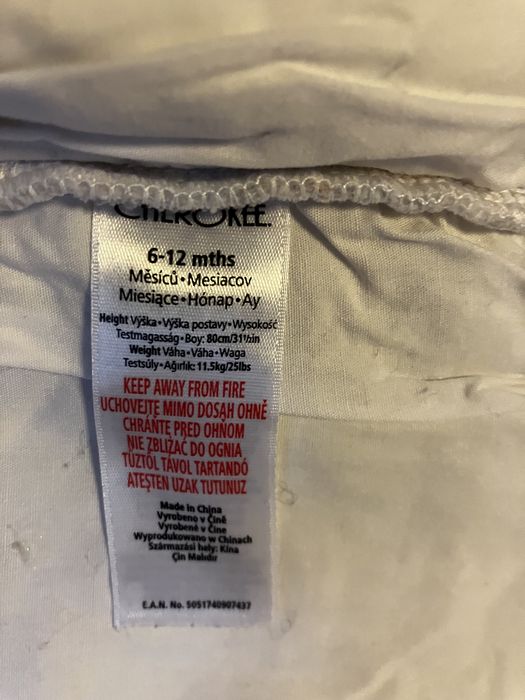 CHEROKEE.
6-12 mths
Měsíců•Mesiacov
Miesiące•Hónap•Ay
Height Výška•Výška postavy•Wysokość
Testmagasság•Boy: 80cm/31½in
Weight Váha•Váha•Waga
Testsúly•Ağırlık: 11.5kg/25lbs
KEEP AWAY FROM FIRE
UCHOVEJTE MIMO DOSAH OHNĚ
CHRÁŇTE PRED OHŇOM
NIE ZBLIŻAĆ DO OGNIA
TŰZTŐL TÁVOL TARTANDÓ
ATEŞTEN UZAK TUTUNUZ
Made in China
Vyrobeno v Číně
Vyrobené v Číne
Wyprodukowano w Chinach
Származási hely: Kína
Çin Malıdır
E.A.N. No. 5051740907437